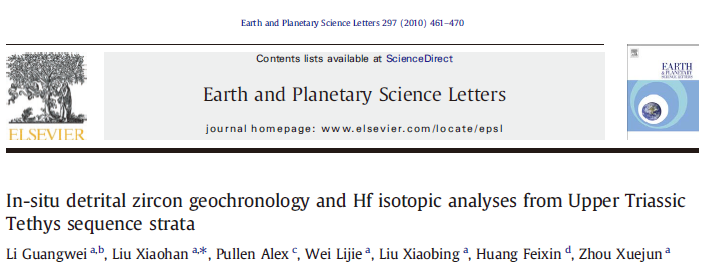 Earth and Planetary Science Letters 297 (2010) 461–470
Contents lists available at ScienceDirect
Earth and Planetary Science Letters
journal homepage: www.elsevier.com/locate/epsl
ELSEVIER
EARTH
& PLANETARY
SCIENCE LETTERS
In-situ detrital zircon geochronology and Hf isotopic analyses from Upper Triassic
Tethys sequence strata
Li Guangwei a,b, Liu Xiaohan a,*, Pullen Alex c, Wei Lijie a, Liu Xiaobing a, Huang Feixin d, Zhou Xuejun a